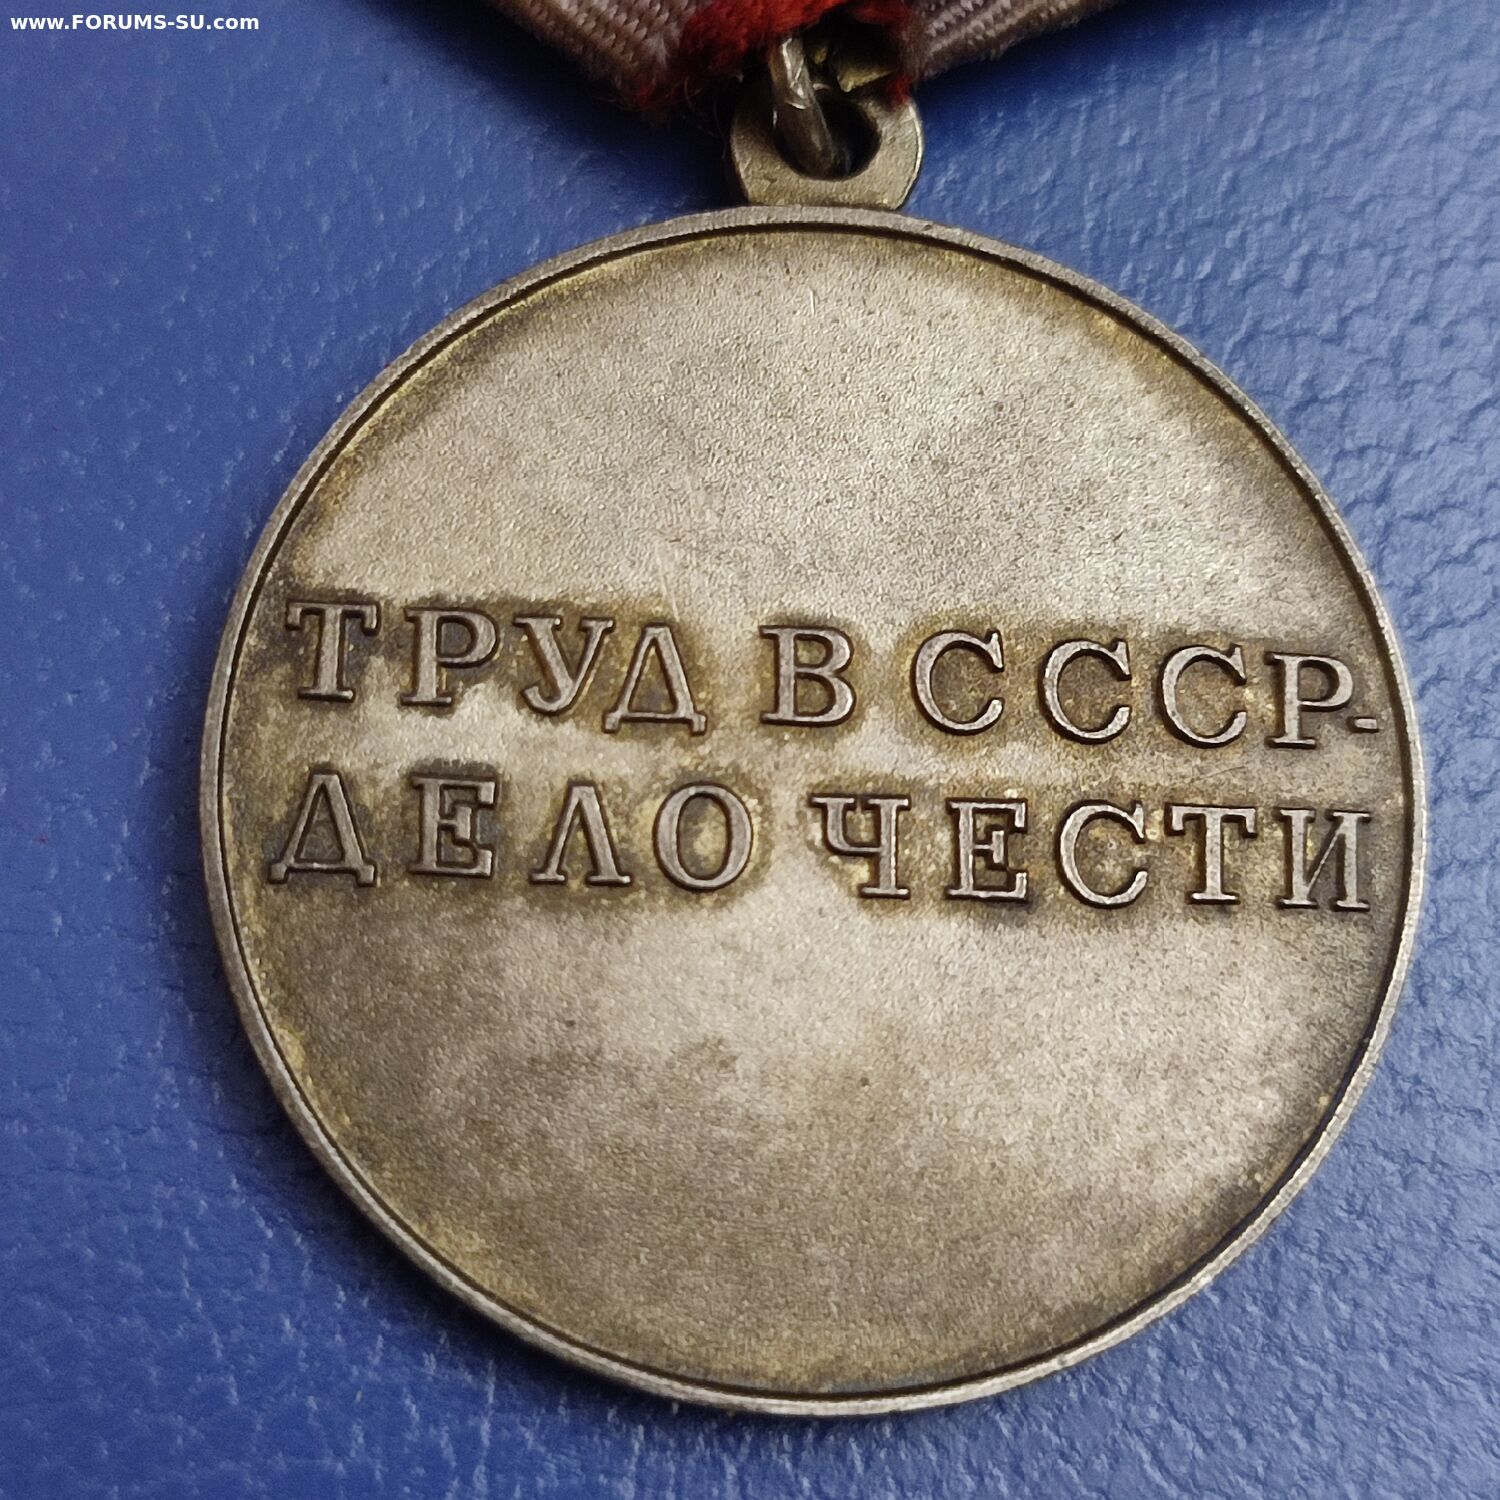 www.FORUMS-SU.com
ТРУД В СССР-
ДЕЛО ЧЕСТИ